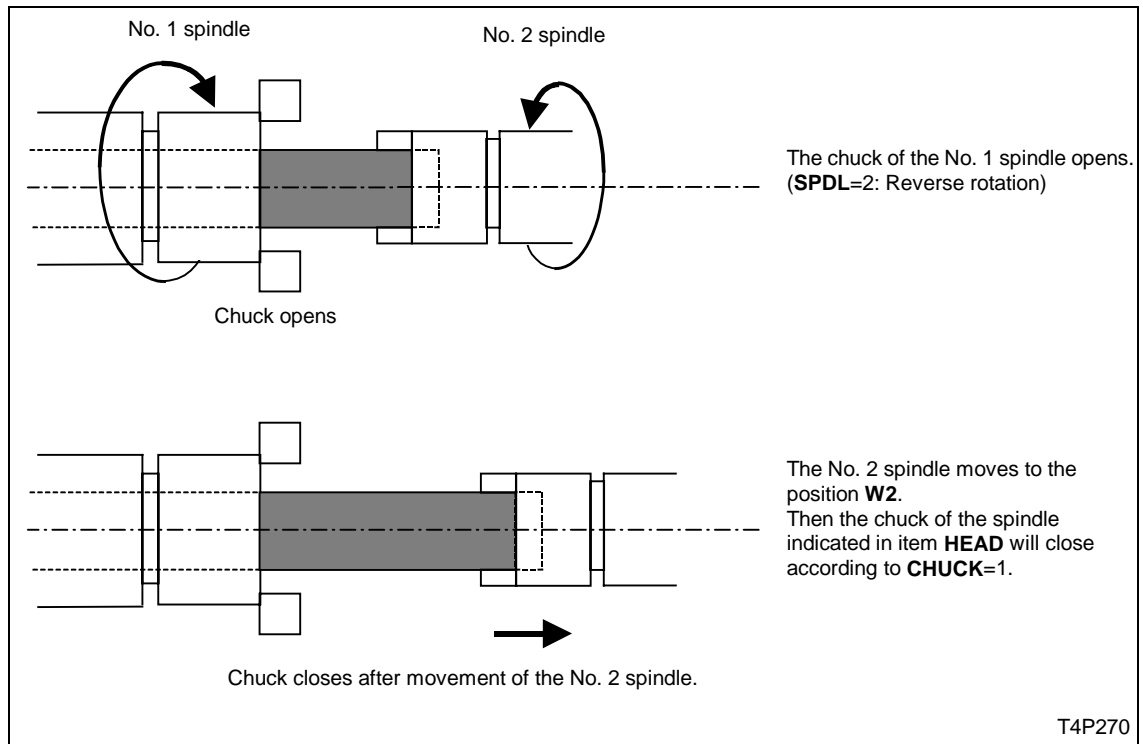 No. 1 spindle
No. 2 spindle
The chuck of the No. 1 spindle opens.
(SPDL=2: Reverse rotation)
Chuck opens
The No. 2 spindle moves to the
position W2.
Then the chuck of the spindle
indicated in item HEAD will close
according to CHUCK=1.
Chuck closes after movement of the No. 2 spindle.
T4P270